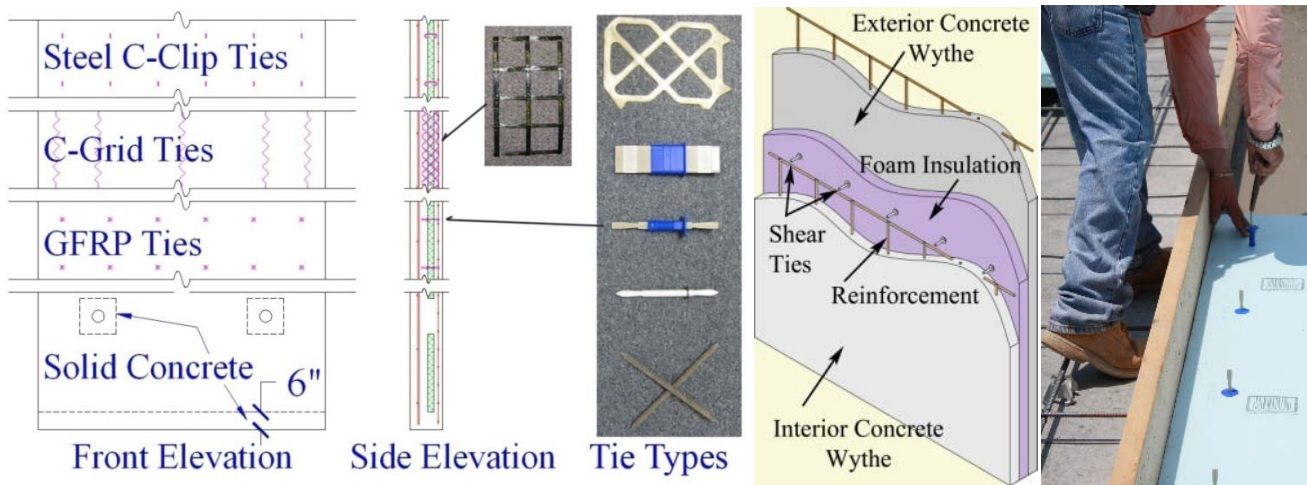 Steel C-Clip Ties
C-Grid Ties
GFRP Ties
Solid Concrete
6"
Front Elevation
Side Elevation
Tie Types
Exterior Concrete
Wythe
Foam Insulation
Shear
Ties
Reinforcement
Interior Concrete
Wythe